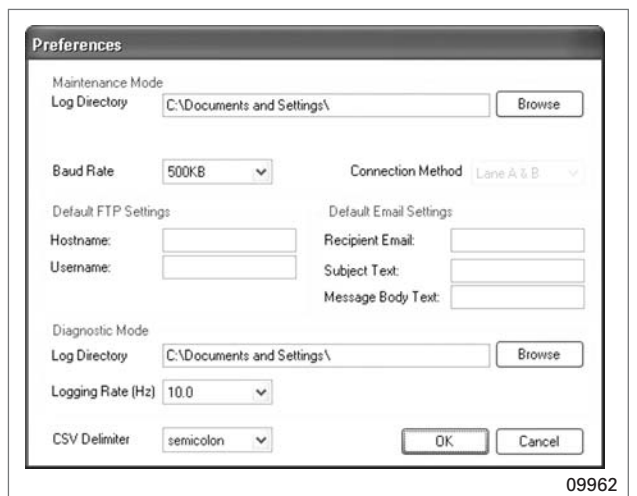 Preferences
Maintenance Mode
Log Directory C:\Documents and Settings\ Browse
Baud Rate 500KB Connection Method Lane A & B
Default FTP Settings Default Email Settings
Hostname: Recipient Email:
Username: Subject Text:
Message Body Text:
Diagnostic Mode
Log Directory C:\Documents and Settings\ Browse
Logging Rate (Hz) 10.0
CSV Delimiter semicolon OK Cancel
09962